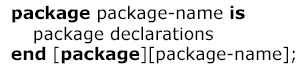 package package-name is
package declarations
end [package][package-name];